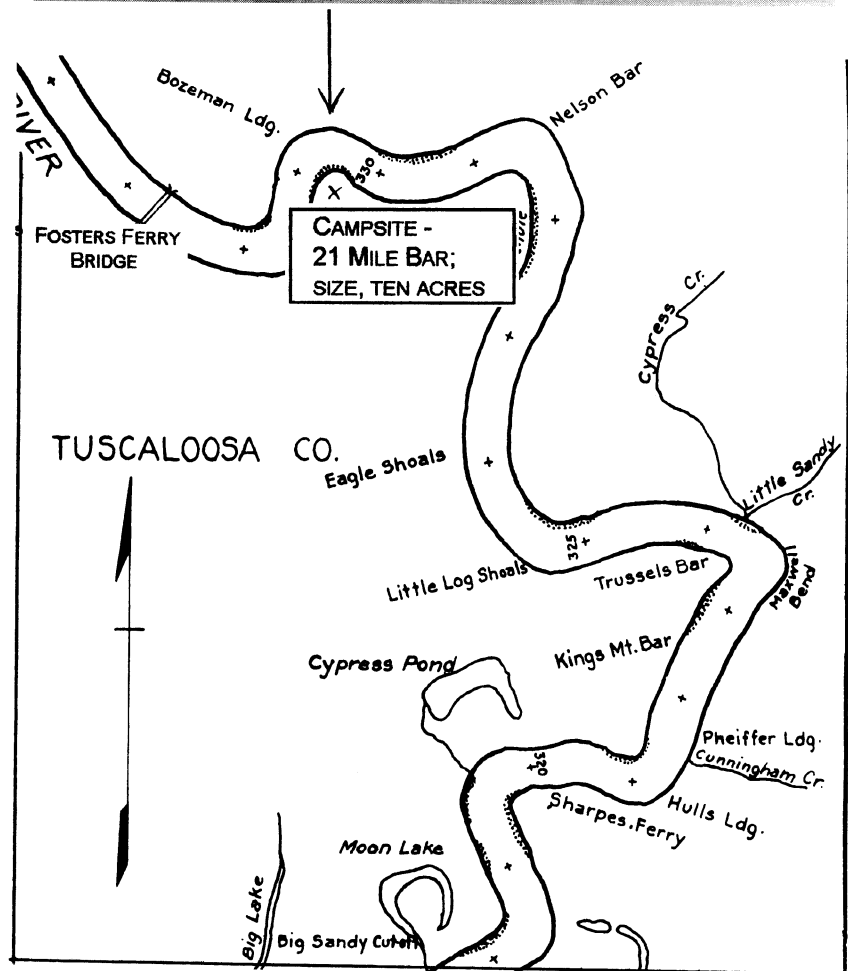 Bozeman Ldg.
Nelson Bar
RIVER
330
FOSTERS FERRY
BRIDGE
CAMPSITE -
21 MILE BAR;
SIZE, TEN ACRES
Cypress Cr.
TUSCALOOSA CO.
Eagle Shoals
Little Sandy
Cr.
325
Little Log Shoals
Trussels Bar
Maxwell
Bend
Kings Mt. Bar
Cypress Pond
Pheiffer Ldg.
Cunningham Cr.
320
Sharpes.Ferry
Hulls Ldg.
Moon Lake
Big Lake
Big Sandy Cutoff